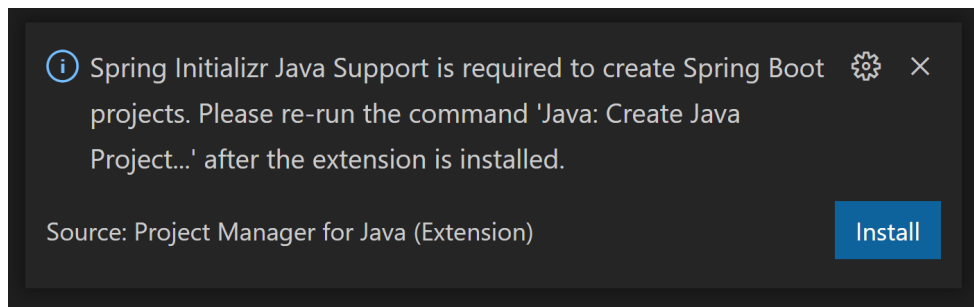 Spring Initializr Java Support is required to create Spring Boot
projects. Please re-run the command 'Java: Create Java
Project...' after the extension is installed.
Source: Project Manager for Java (Extension)
Install